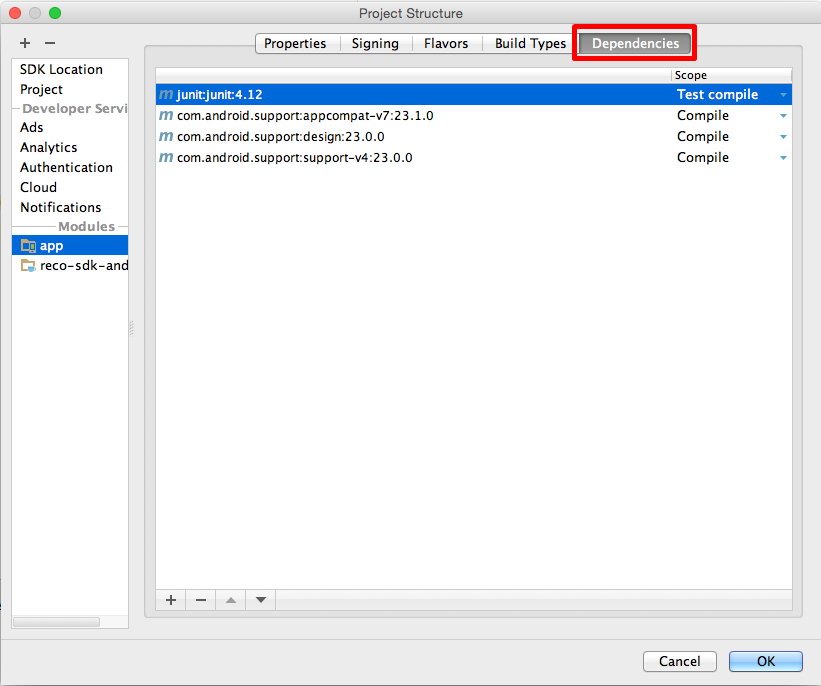 Project Structure
Properties Signing Flavors Build Types Dependencies
SDK Location
Project
Developer Servi
Ads
Analytics
Authentication
Cloud
Notifications
Modules
app
reco-sdk-and
Scope
m junit:junit:4.12 Test compile
m com.android.support:appcompat-v7:23.1.0 Compile
m com.android.support:design:23.0.0 Compile
m com.android.support:support-v4:23.0.0 Compile
Cancel OK